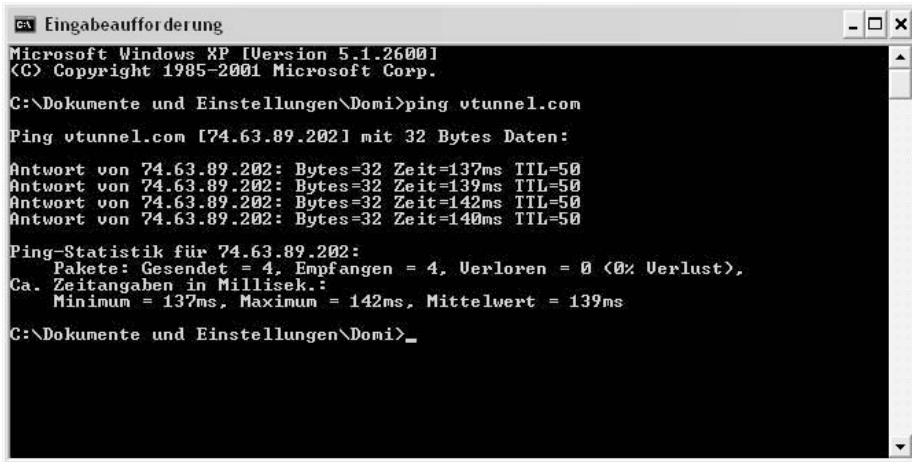 Eingabeaufforderung
Microsoft Windows XP [Version 5.1.2600]
(C) Copyright 1985-2001 Microsoft Corp.
C:\Dokumente und Einstellungen\Domi>ping vtunnel.com
Ping vtunnel.com [74.63.89.202] mit 32 Bytes Daten:
Antwort von 74.63.89.202: Bytes=32 Zeit=137ms TTL=50
Antwort von 74.63.89.202: Bytes=32 Zeit=139ms TTL=50
Antwort von 74.63.89.202: Bytes=32 Zeit=142ms TTL=50
Antwort von 74.63.89.202: Bytes=32 Zeit=140ms TTL=50
Ping-Statistik für 74.63.89.202:
Pakete: Gesendet = 4, Empfangen = 4, Verloren = 0 (0% Verlust),
Ca. Zeitangaben in Millisek.:
Minimum = 137ms, Maximum = 142ms, Mittelwert = 139ms
C:\Dokumente und Einstellungen\Domi>_